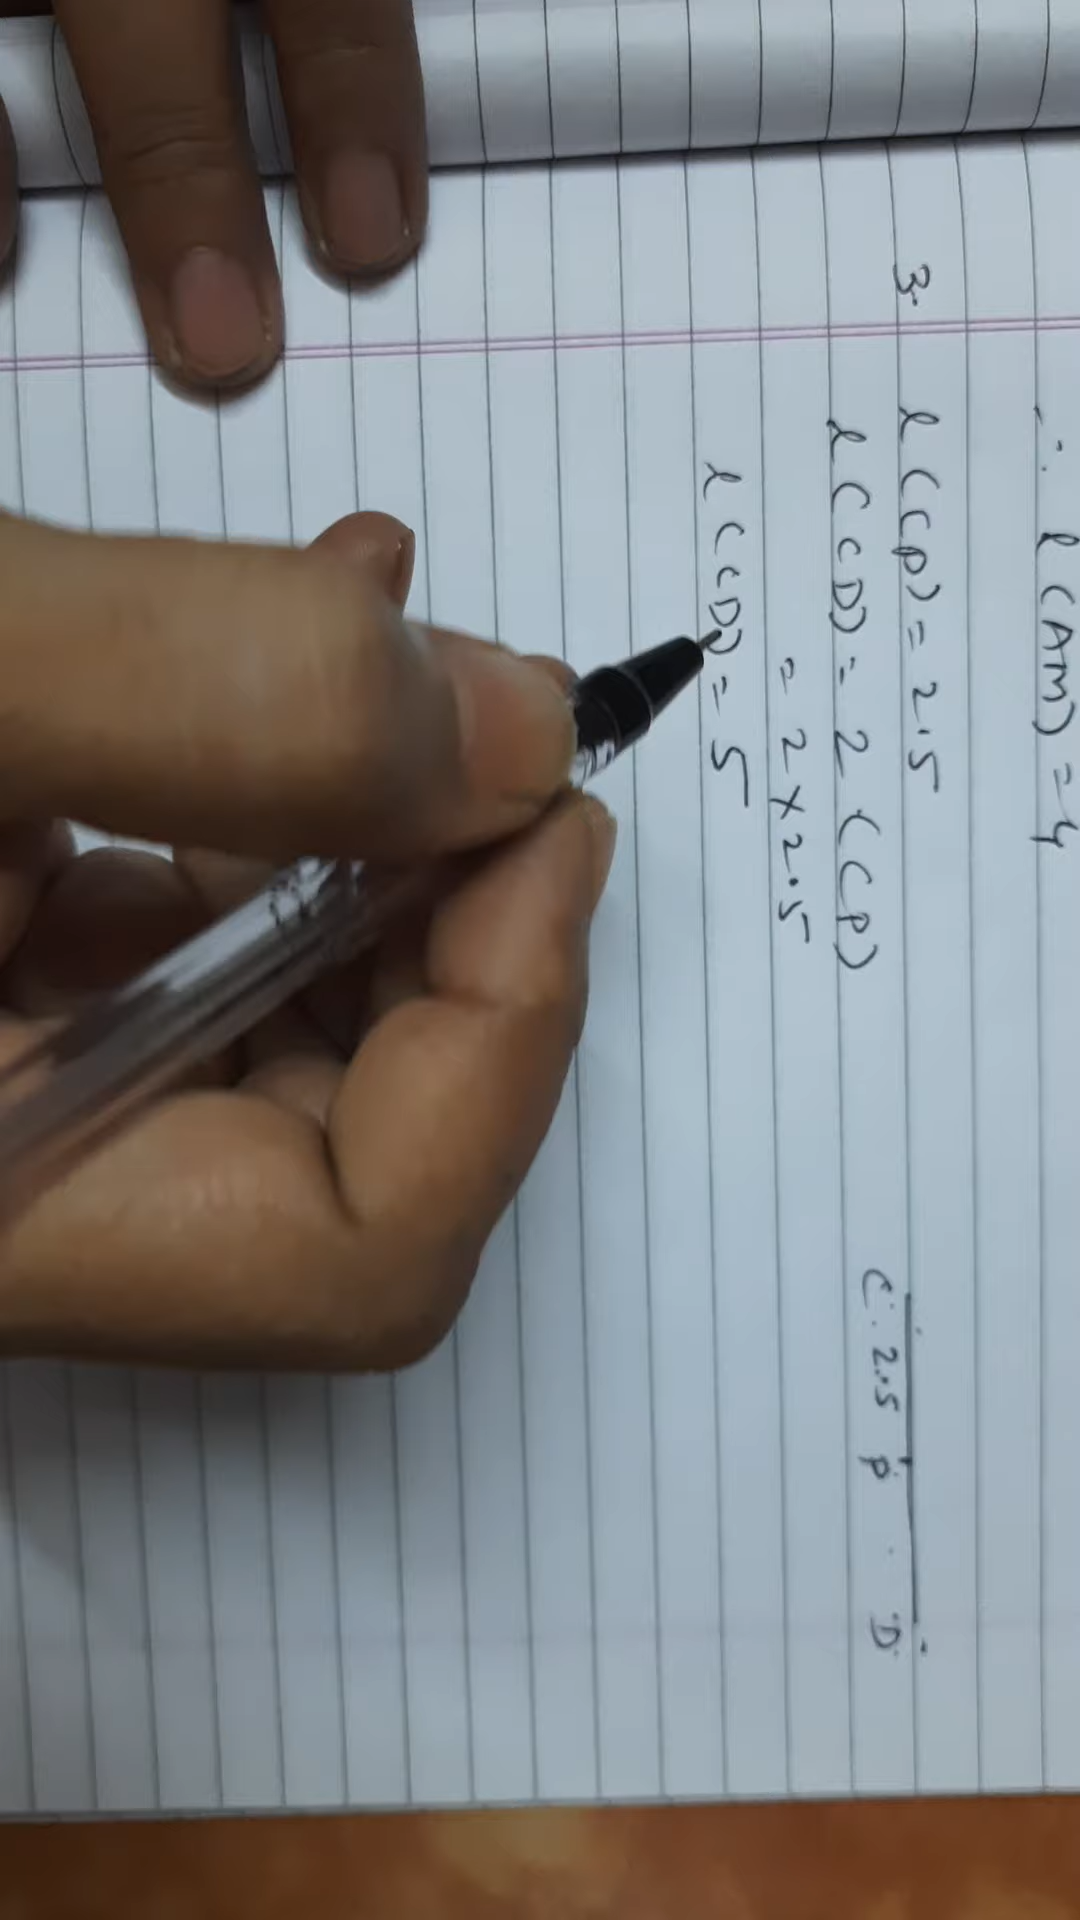 ∴ l(AM) = 4
3. l(CP) = 2.5
l(CD) = 2(CP)
= 2 × 2.5
l(CD) = 5
C 2.5 P D